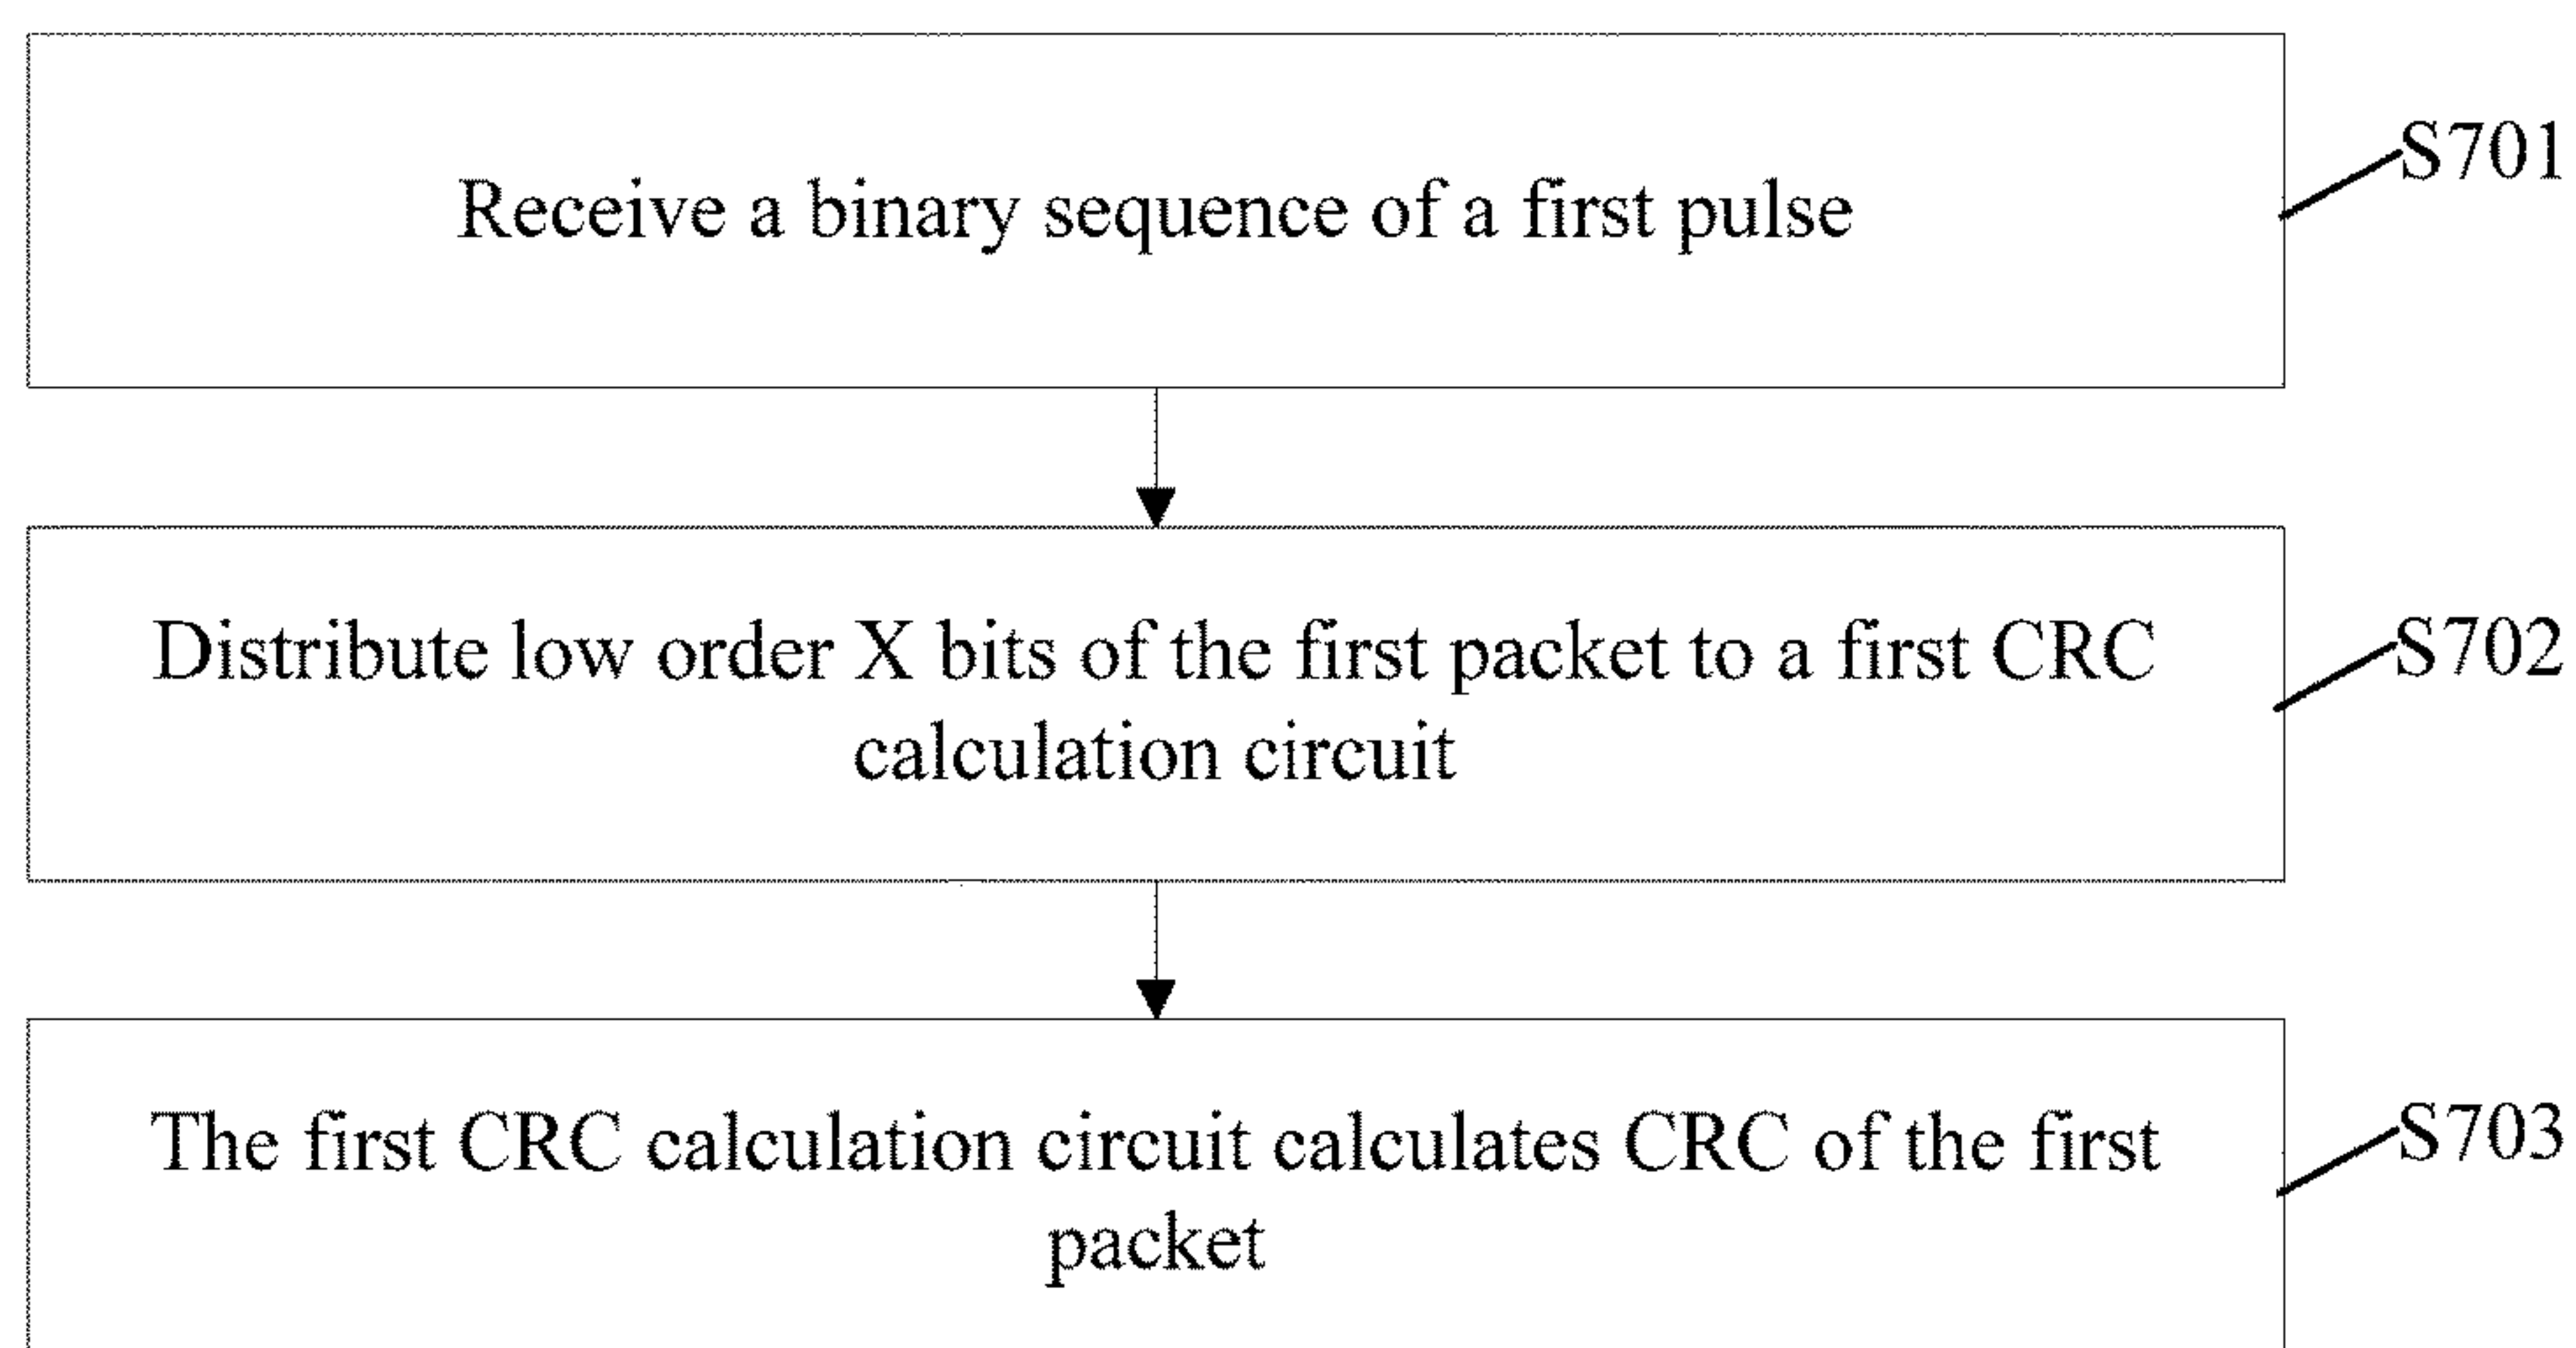 Receive a binary sequence of a first pulse
S701
Distribute low order X bits of the first packet to a first CRC
calculation circuit
S702
The first CRC calculation circuit calculates CRC of the first
packet
S703